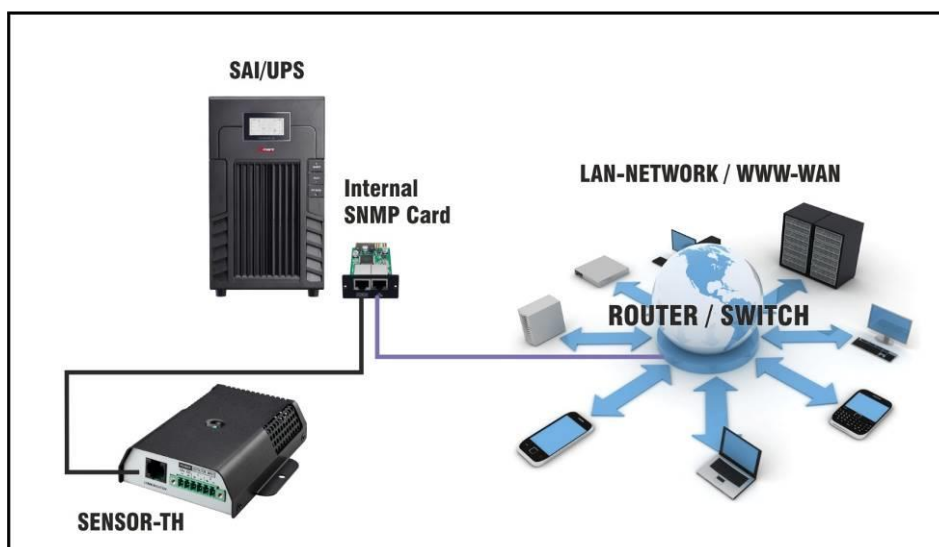 SAI/UPS
Internal
SNMP Card
LAN-NETWORK / WWW-WAN
ROUTER / SWITCH
SENSOR-TH